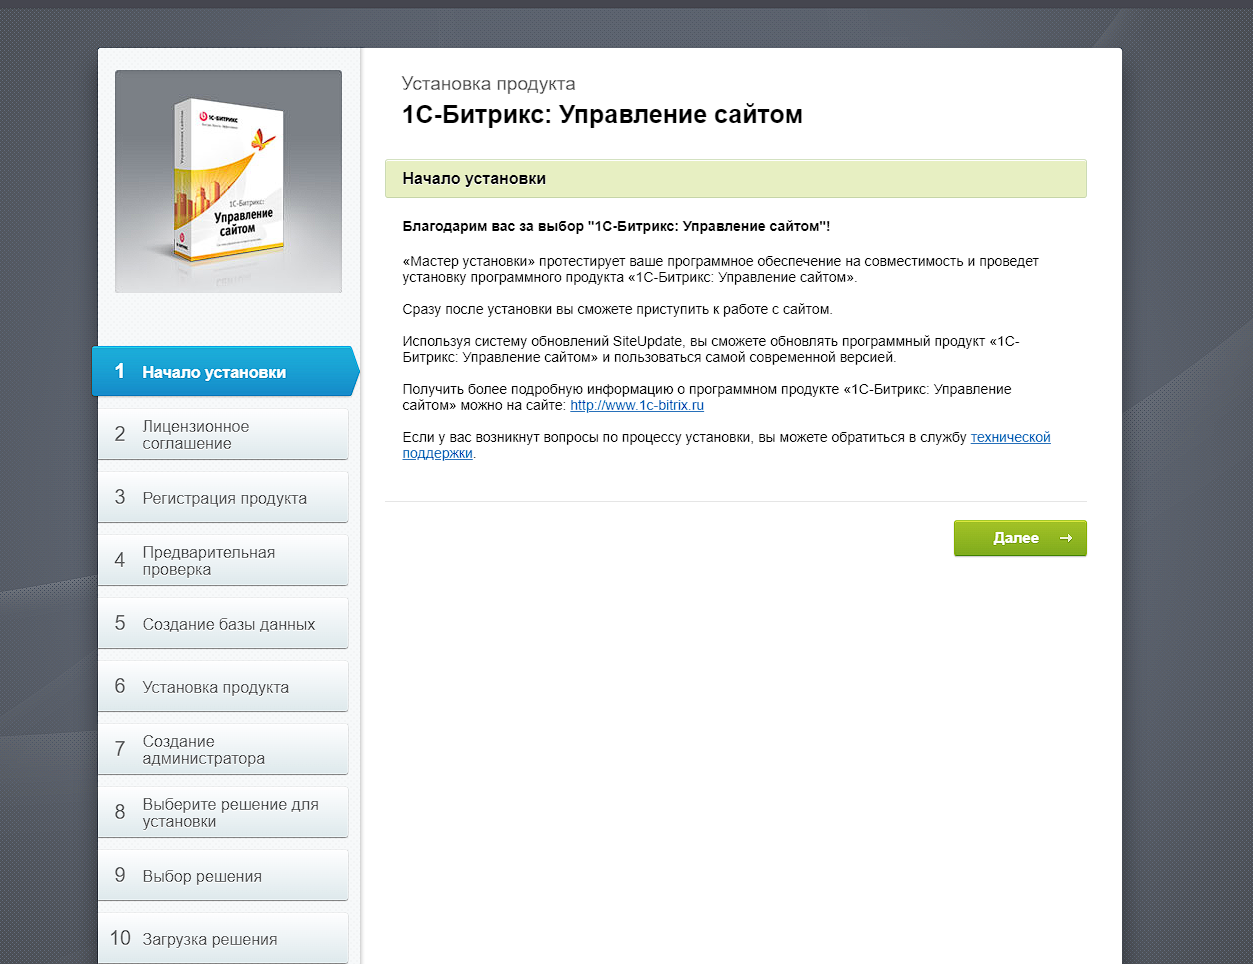 1С-БИТРИКС
1С-Битрикс:
Управление
сайтом
1 Начало установки
2 Лицензионное
соглашение
3 Регистрация продукта
4 Предварительная
проверка
5 Создание базы данных
6 Установка продукта
7 Создание
администратора
8 Выберите решение для
установки
9 Выбор решения
10 Загрузка решения
Установка продукта
1С-Битрикс: Управление сайтом
Начало установки
Благодарим вас за выбор "1С-Битрикс: Управление сайтом"!
«Мастер установки» протестирует ваше программное обеспечение на совместимость и проведет
установку программного продукта «1С-Битрикс: Управление сайтом».
Сразу после установки вы сможете приступить к работе с сайтом.
Используя систему обновлений SiteUpdate, вы сможете обновлять программный продукт «1С-
Битрикс: Управление сайтом» и пользоваться самой современной версией.
Получить более подробную информацию о программном продукте «1С-Битрикс: Управление
сайтом» можно на сайте: http://www.1c-bitrix.ru
Если у вас возникнут вопросы по процессу установки, вы можете обратиться в службу технической
поддержки.
Далее →